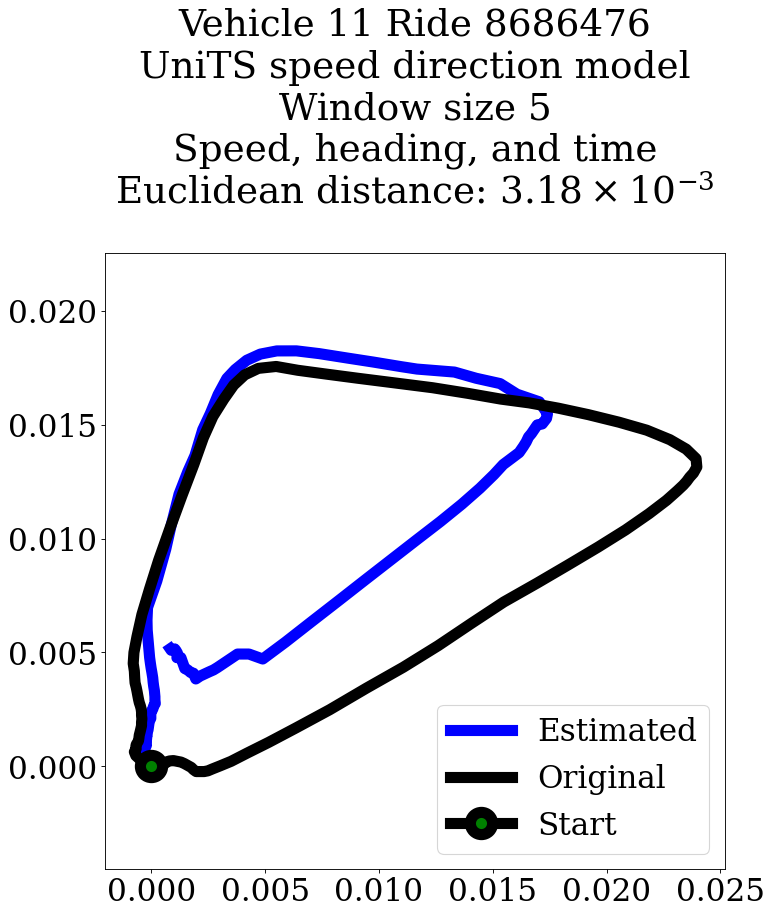 Vehicle 11 Ride 8686476
UniTS speed direction model
Window size 5
Speed, heading, and time
Euclidean distance: 3.18 × 10⁻³
0.020
0.015
0.010
0.005
0.000
Estimated
Original
Start
0.000 0.005 0.010 0.015 0.020 0.025